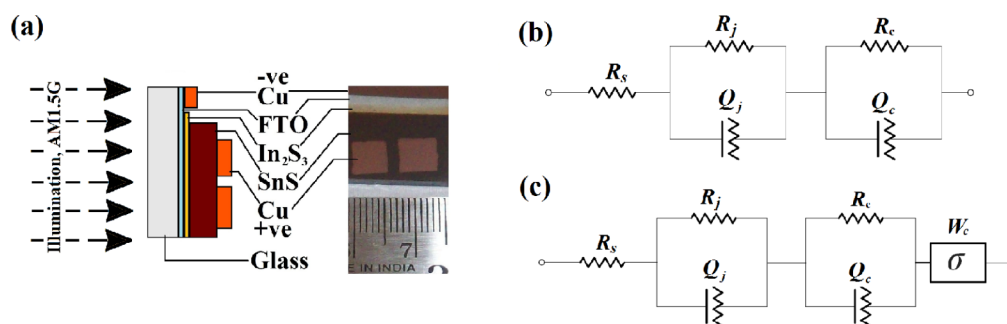 (a)
Illumination, AM1.5G
-ve
Cu
FTO
In₂S₃
SnS
Cu
+ve
Glass
7
MADE IN INDIA
(b)
Rs
Rj
Qj
Rc
Qc
(c)
Rs
Rj
Qj
Rc
Qc
Wc
σ